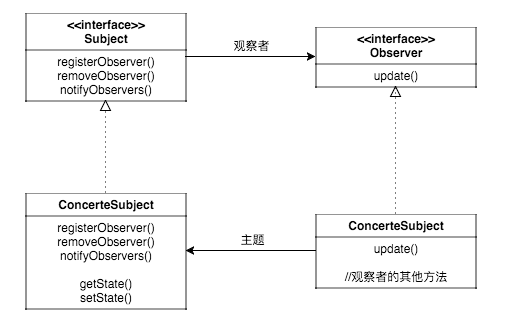 <<interface>>
Subject
registerObserver()
removeObserver()
notifyObservers()
观察者
<<interface>>
Observer
update()
ConcerteSubject
registerObserver()
removeObserver()
notifyObservers()
getState()
setState()
主题
ConcerteSubject
update()
//观察者的其他方法